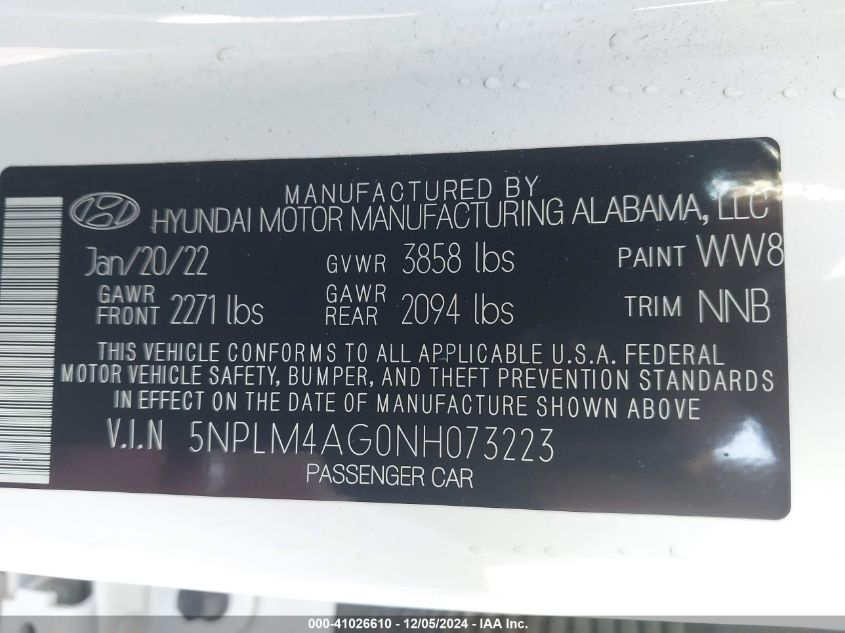 MANUFACTURED BY
HYUNDAI MOTOR MANUFACTURING ALABAMA, LLC
Jan/20/22 GVWR 3858 lbs PAINT WW8
GAWR FRONT 2271 lbs GAWR REAR 2094 lbs TRIM NNB
THIS VEHICLE CONFORMS TO ALL APPLICABLE U.S.A. FEDERAL
MOTOR VEHICLE SAFETY, BUMPER, AND THEFT PREVENTION STANDARDS
IN EFFECT ON THE DATE OF MANUFACTURE SHOWN ABOVE
V.I.N 5NPLM4AG0NH073223
PASSENGER CAR
000-41026610 - 12/05/2024 - IAA Inc.